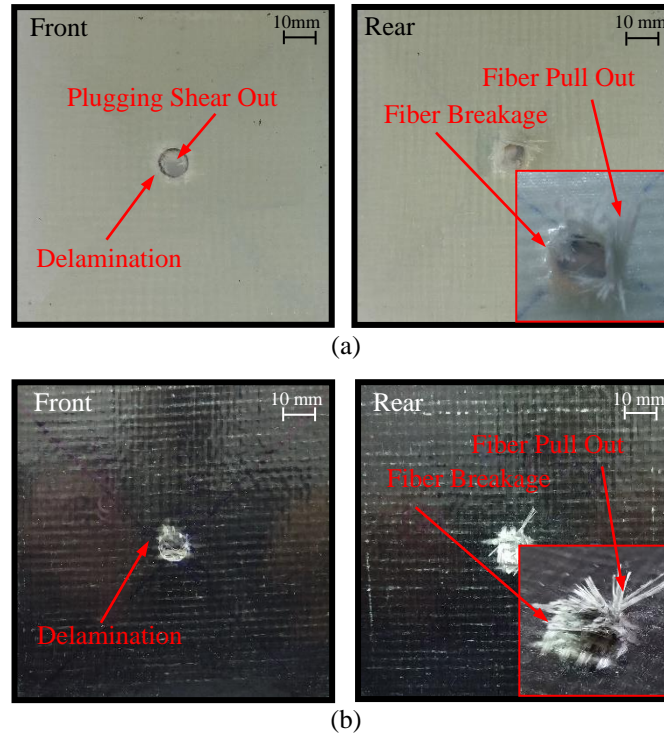 Front
10mm
Plugging Shear Out
Delamination
Rear
10 mm
Fiber Pull Out
Fiber Breakage
(a)
Front
10 mm
Delamination
Rear
10 mm
Fiber Pull Out
Fiber Breakage
(b)